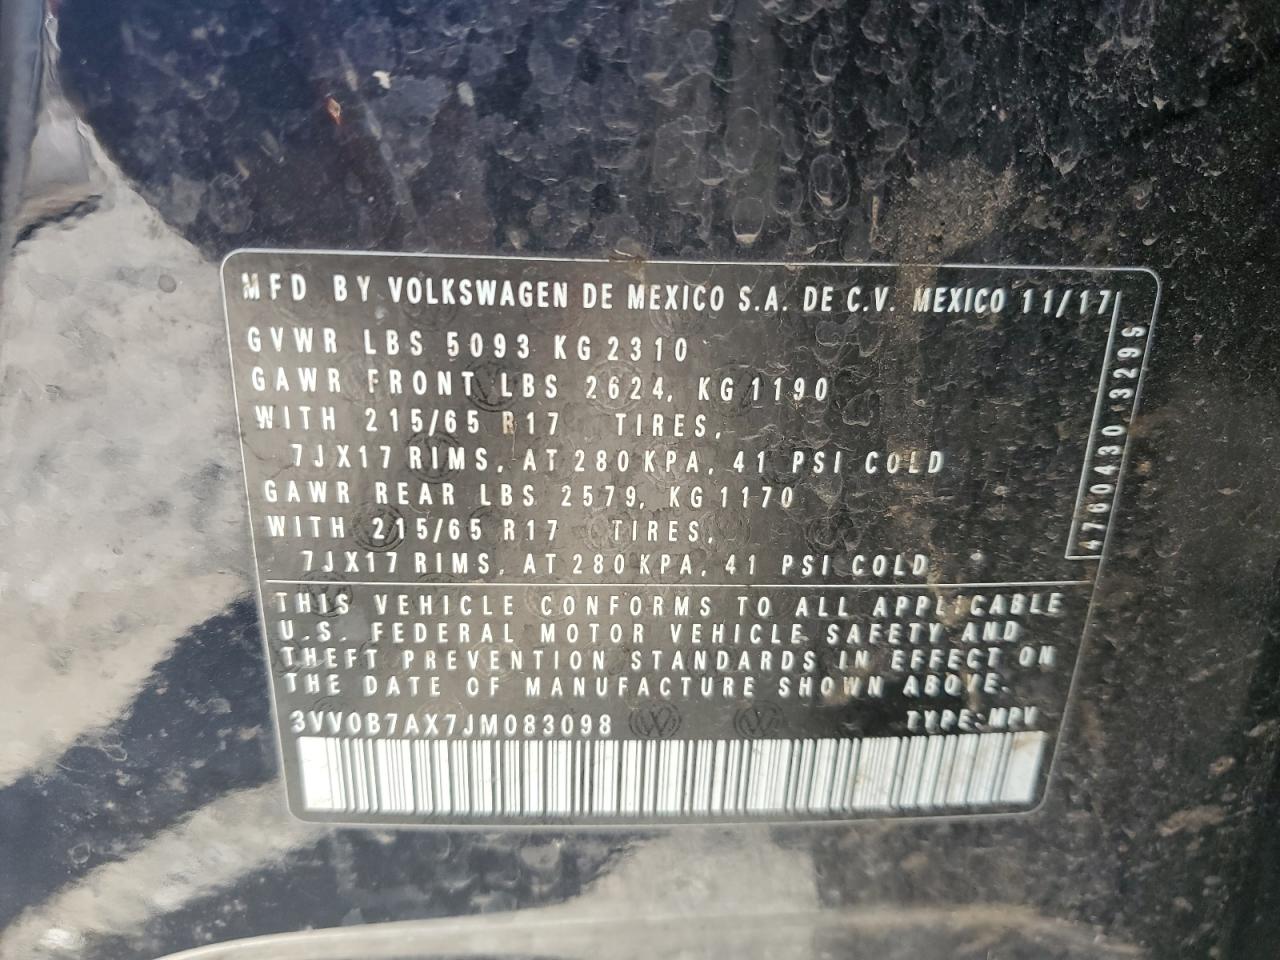 MFD BY VOLKSWAGEN DE MEXICO S.A. DE C.V. MEXICO 11/17
GVWR LBS 5093 KG 2310
GAWR FRONT LBS 2624, KG 1190
WITH 215/65 R17 TIRES,
7JX17 RIMS, AT 280 KPA, 41 PSI COLD
GAWR REAR LBS 2579, KG 1170
WITH 215/65 R17 TIRES,
7JX17 RIMS, AT 280 KPA, 41 PSI COLD
4760430 3295
THIS VEHICLE CONFORMS TO ALL APPLICABLE
U.S. FEDERAL MOTOR VEHICLE SAFETY AND
THEFT PREVENTION STANDARDS IN EFFECT ON
THE DATE OF MANUFACTURE SHOWN ABOVE.
3VV0B7AX7JM083098 TYPE:MPV